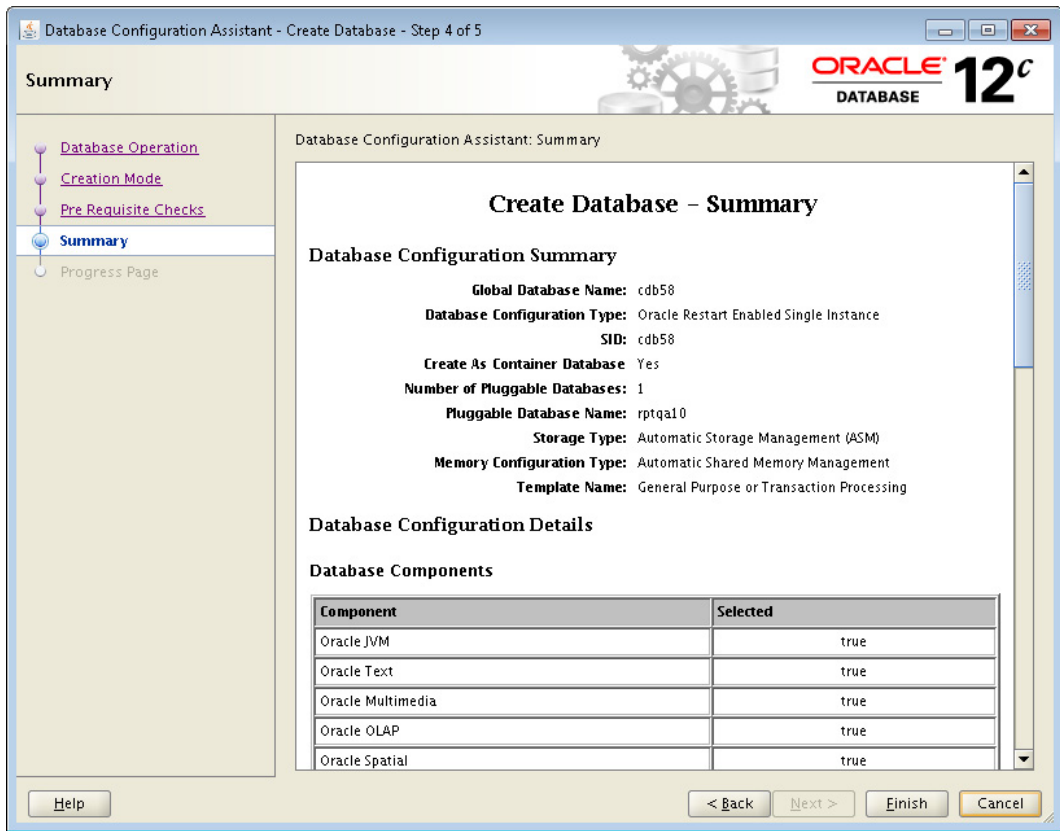 Database Configuration Assistant - Create Database - Step 4 of 5
Summary
ORACLE® 12c
DATABASE
Database Operation
Creation Mode
Pre Requisite Checks
Summary
Progress Page
Database Configuration Assistant: Summary
Create Database - Summary
Database Configuration Summary
Global Database Name: cdb58
Database Configuration Type: Oracle Restart Enabled Single Instance
SID: cdb58
Create As Container Database Yes
Number of Pluggable Databases: 1
Pluggable Database Name: rptqa10
Storage Type: Automatic Storage Management (ASM)
Memory Configuration Type: Automatic Shared Memory Management
Template Name: General Purpose or Transaction Processing
Database Configuration Details
Database Components
Component Selected
Oracle JVM true
Oracle Text true
Oracle Multimedia true
Oracle OLAP true
Oracle Spatial true
Help < Back Next > Finish Cancel